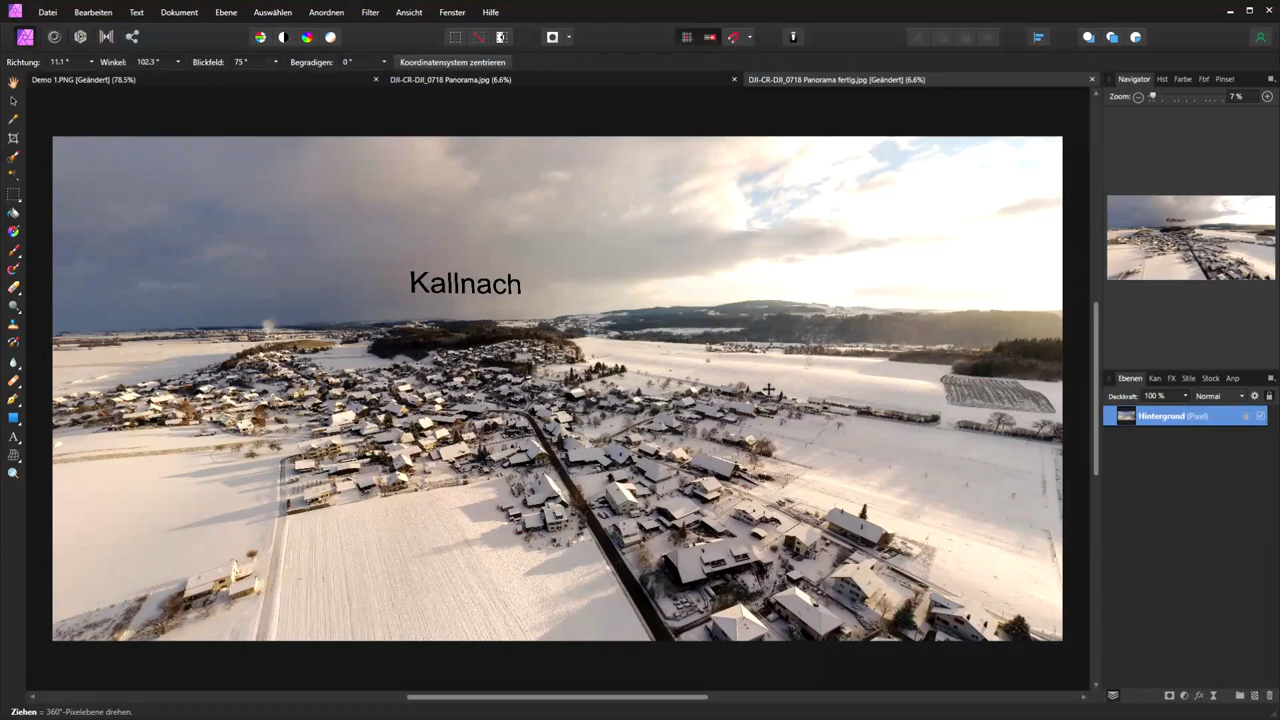 Datei Bearbeiten Text Dokument Ebene Auswählen Anordnen Filter Ansicht Fenster Hilfe
Richtung: 11.1 ° Winkel: 102.3 ° Blickfeld: 75 ° Begradigen: 0 ° Koordinatensystem zentrieren
Demo 1.PNG [Geändert] (78.5%) DJI-CR-DJI_0718 Panorama.jpg (6.6%) DJI-CR-DJI_0718 Panorama fertig.jpg [Geändert] (6.6%)
Navigator Hst Farbe Fbf Pinsel
Zoom: 7 %
Kallnach
Ebenen Kan FX Stile Stock Anp
Deckkraft: 100 % Normal
Hintergrund (Pixel)
Ziehen = 360°-Pixelebene drehen.